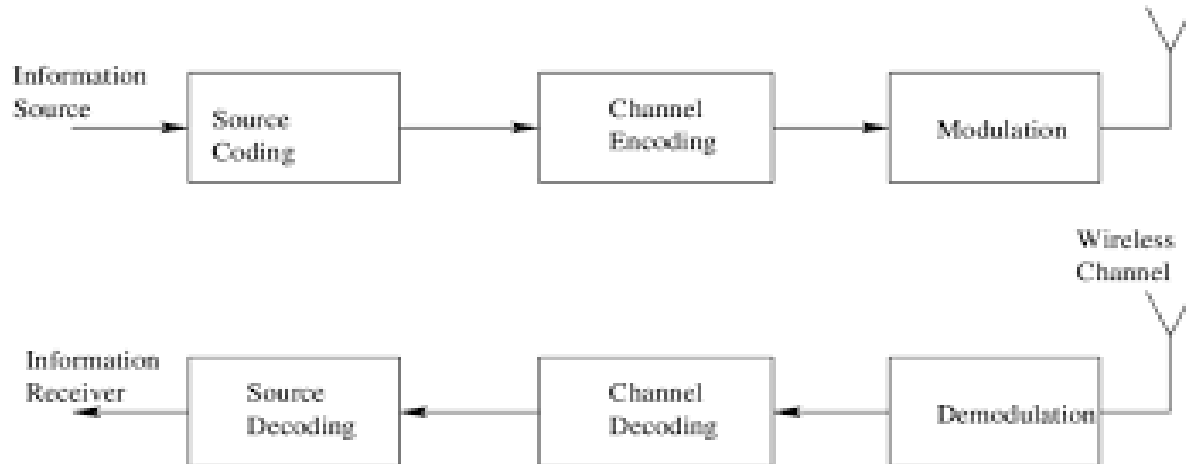 Information
Source
Source
Coding
Channel
Encoding
Modulation
Wireless
Channel
Information
Receiver
Source
Decoding
Channel
Decoding
Demodulation